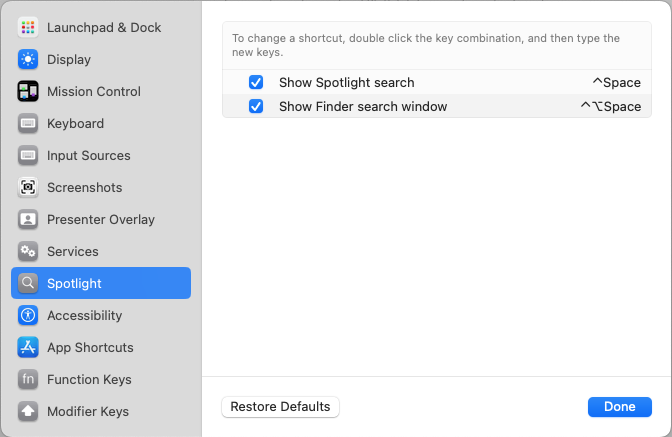 Launchpad & Dock
Display
Mission Control
Keyboard
Input Sources
Screenshots
Presenter Overlay
Services
Spotlight
Accessibility
App Shortcuts
fn Function Keys
Modifier Keys
To change a shortcut, double click the key combination, and then type the
new keys.
Show Spotlight search ^Space
Show Finder search window ^⌥Space
Restore Defaults
Done